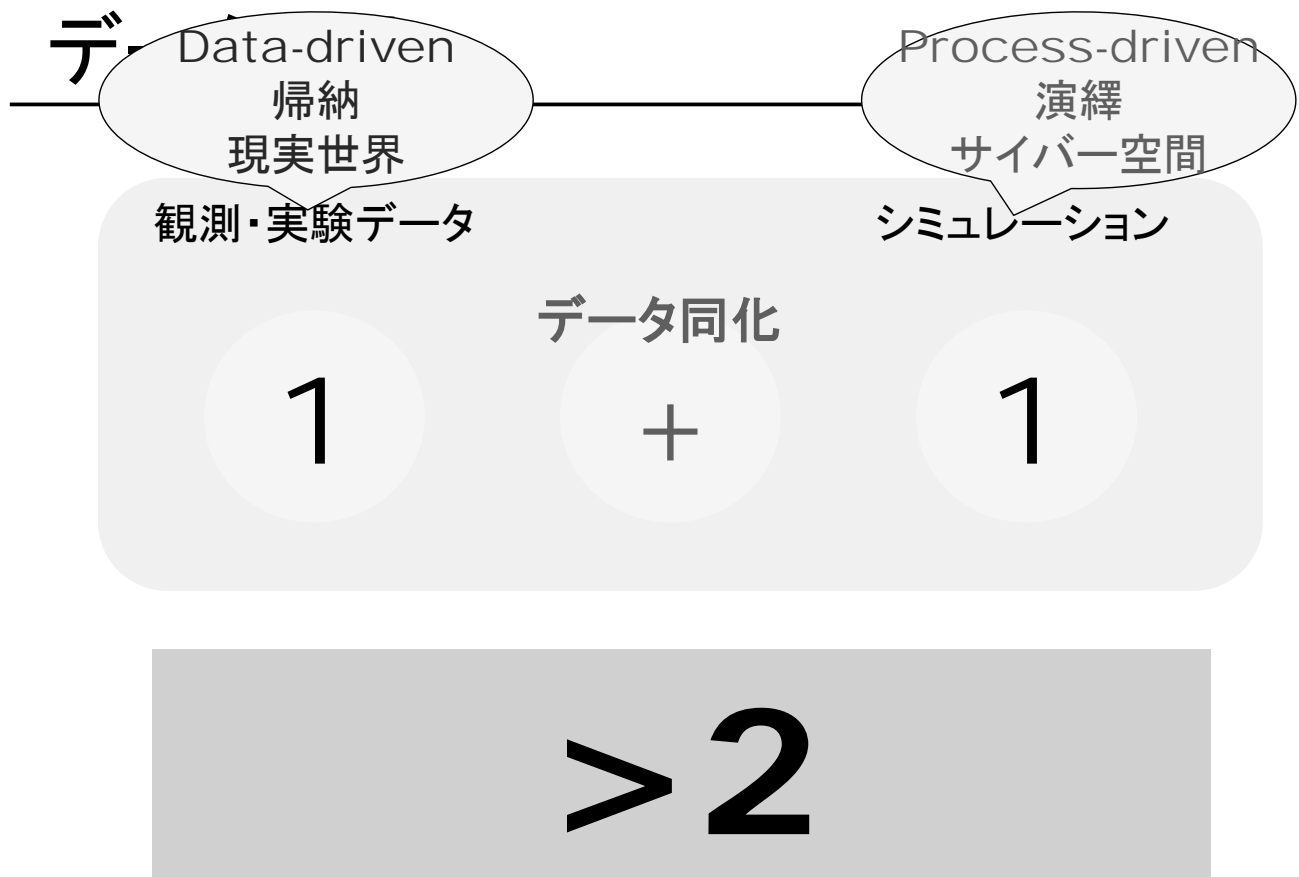 デー
Data-driven
帰納
現実世界
Process-driven
演繹
サイバー空間
観測・実験データ
シミュレーション
データ同化
1 + 1
>2